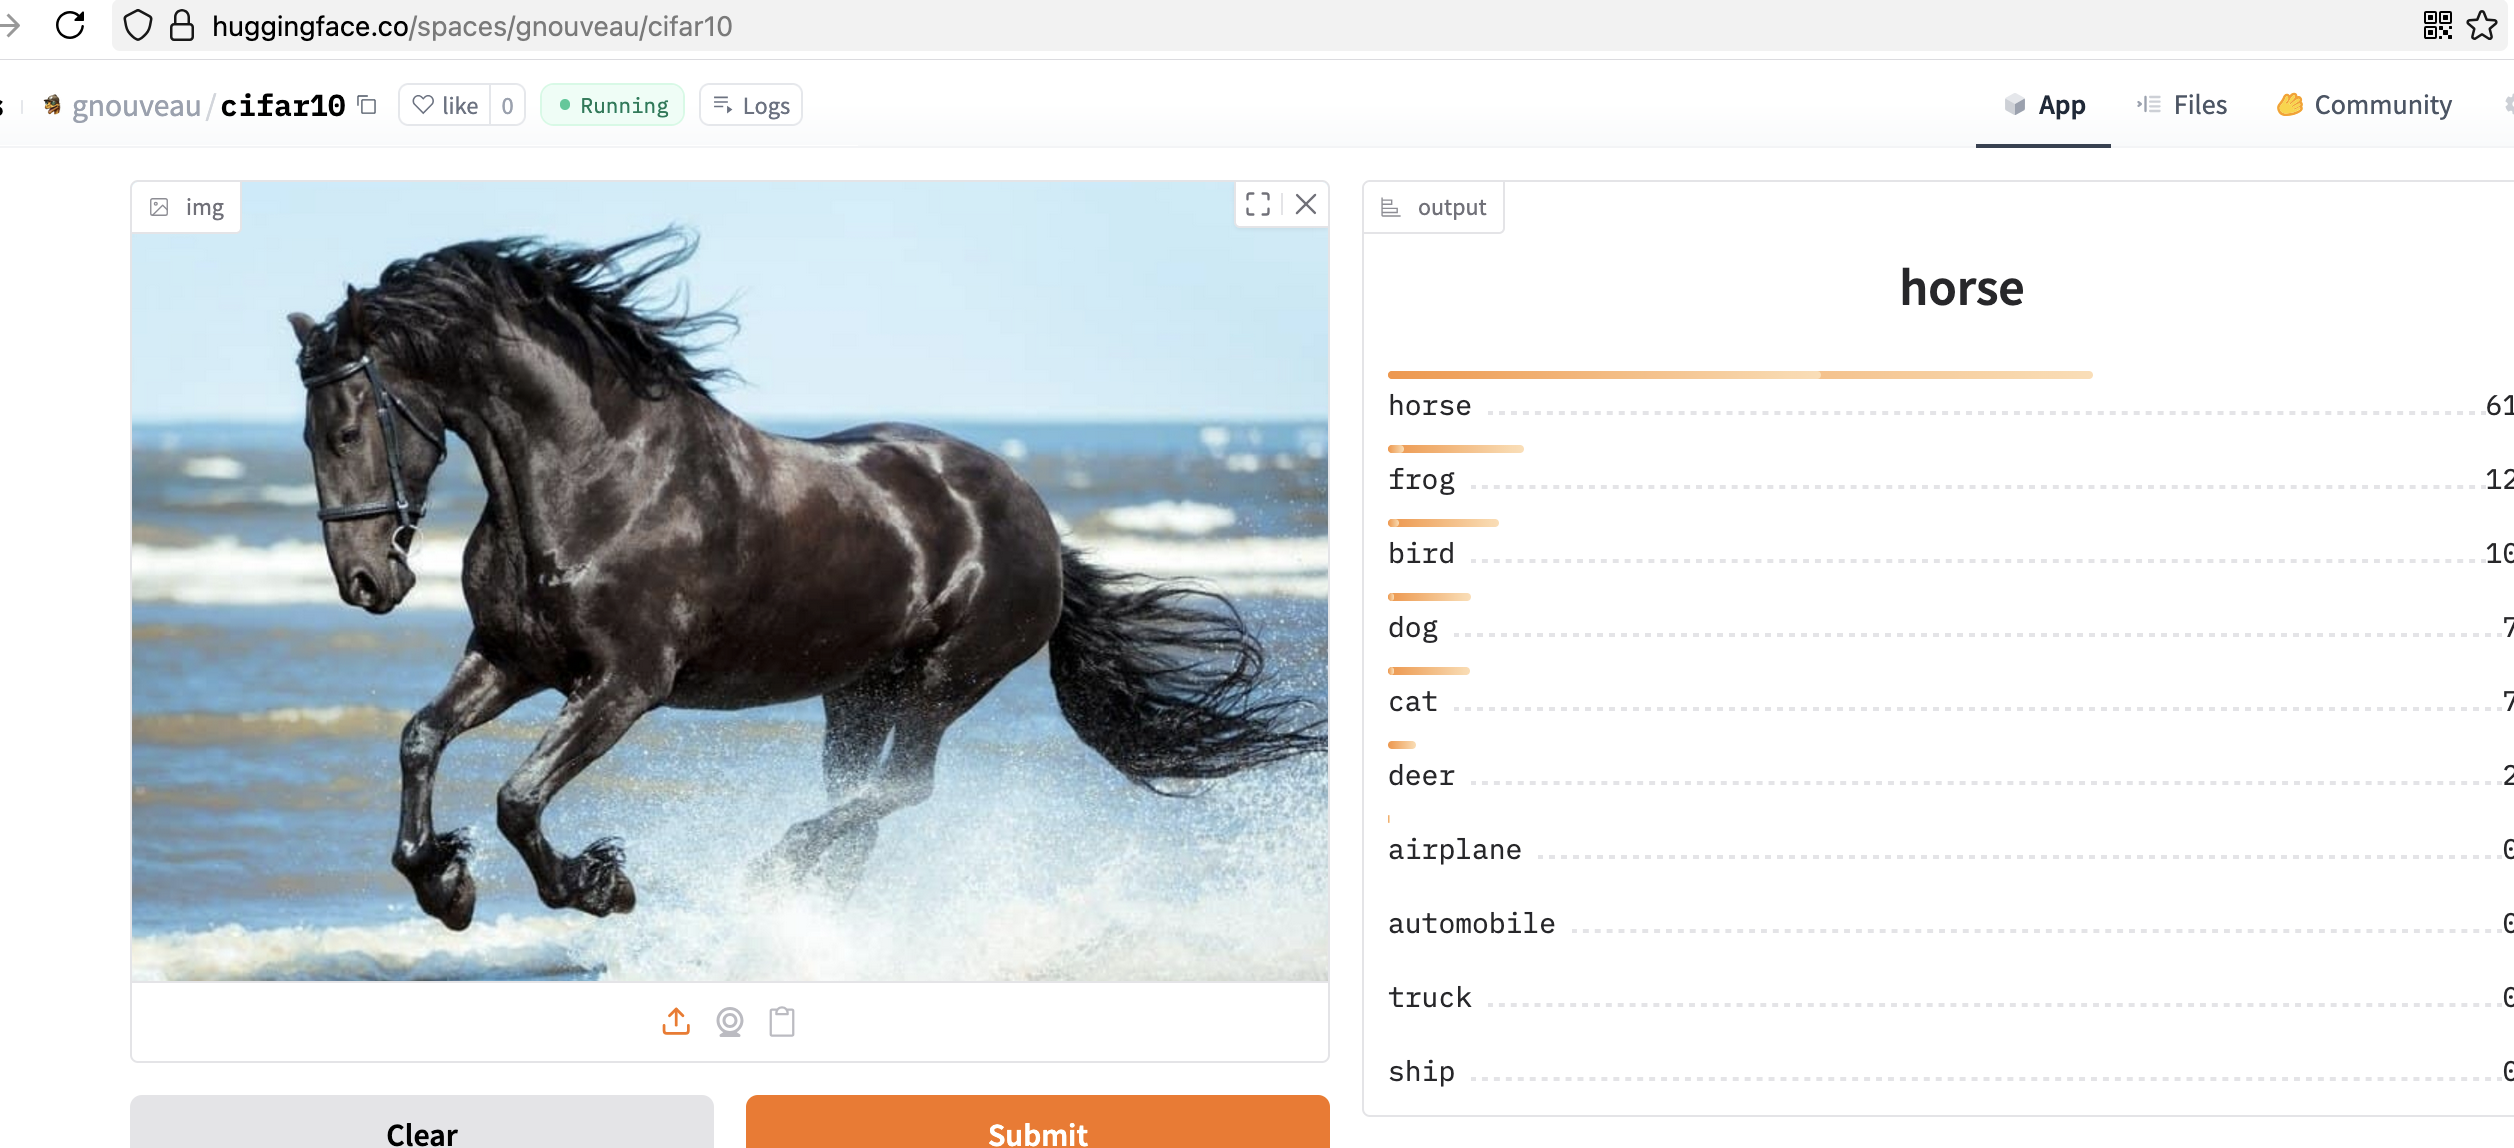 huggingface.co/spaces/gnouveau/cifar10
gnouveau/cifar10 like 0 Running Logs
App Files Community
img
output
horse
horse 61
frog 12
bird 10
dog 7
cat 7
deer 2
airplane 0
automobile 0
truck 0
ship 0
Clear Submit